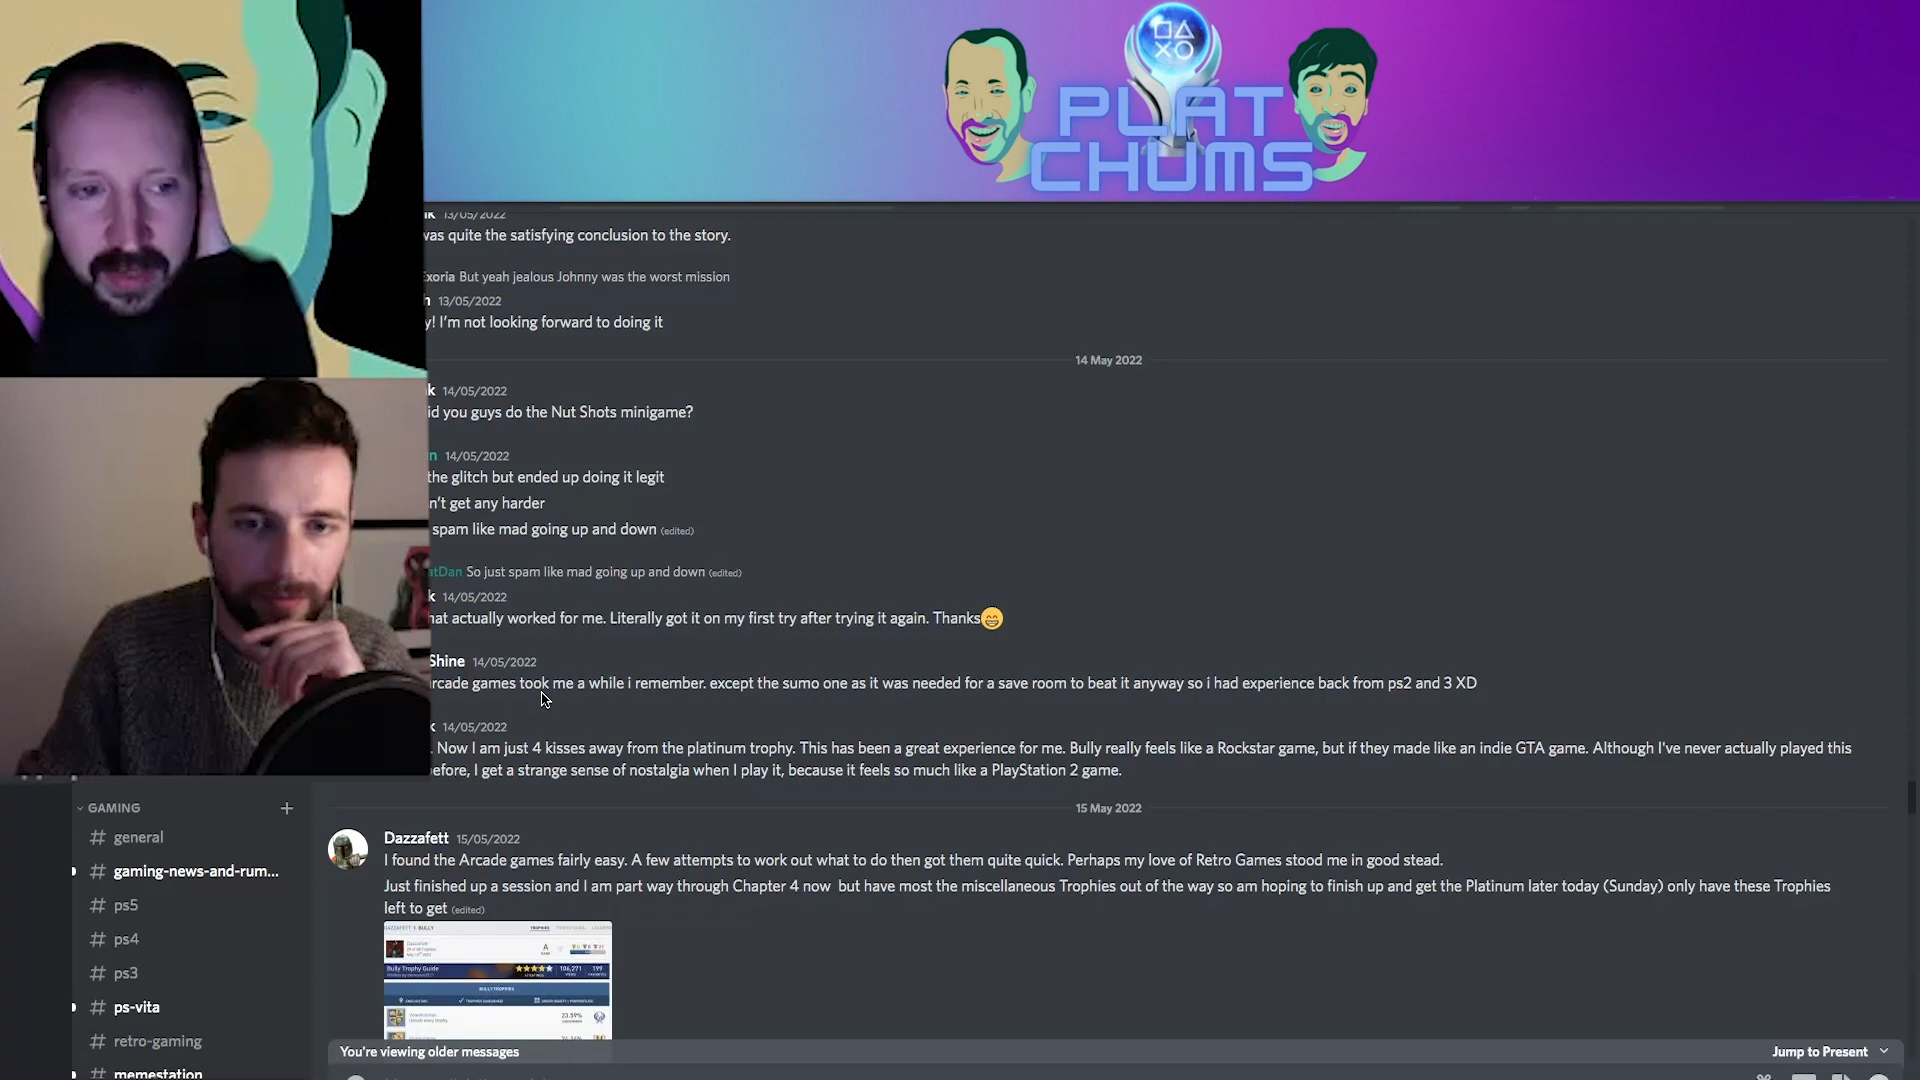 PLAT
CHUMS
13/05/2022
was quite the satisfying conclusion to the story.
Exoria But yeah jealous Johnny was the worst mission
h 13/05/2022
y! I'm not looking forward to doing it
14 May 2022
k 14/05/2022
id you guys do the Nut Shots minigame?
n 14/05/2022
the glitch but ended up doing it legit
n't get any harder
spam like mad going up and down (edited)
atDan So just spam like mad going up and down (edited)
k 14/05/2022
hat actually worked for me. Literally got it on my first try after trying it again. Thanks😄
Shine 14/05/2022
rcade games took me a while i remember. except the sumo one as it was needed for a save room to beat it anyway so i had experience back from ps2 and 3 XD
k 14/05/2022
. Now I am just 4 kisses away from the platinum trophy. This has been a great experience for me. Bully really feels like a Rockstar game, but if they made like an indie GTA game. Although I've never actually played this
efore, I get a strange sense of nostalgia when I play it, because it feels so much like a PlayStation 2 game.
15 May 2022
GAMING +
# general
# gaming-news-and-rum...
# ps5
# ps4
# ps3
# ps-vita
# retro-gaming
# memestation
Dazzafett 15/05/2022
I found the Arcade games fairly easy. A few attempts to work out what to do then got them quite quick. Perhaps my love of Retro Games stood me in good stead.
Just finished up a session and I am part way through Chapter 4 now but have most the miscellaneous Trophies out of the way so am hoping to finish up and get the Platinum later today (Sunday) only have these Trophies
left to get (edited)
Bully Trophy Guide
106,271
199
BULLY TROPHIES
23.59%
You're viewing older messages
Jump to Present